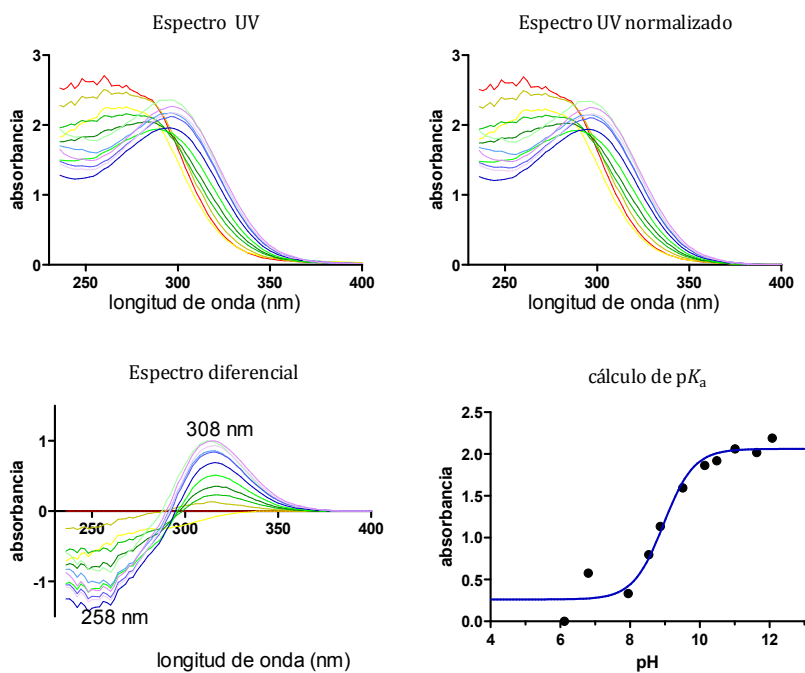 Espectro UV
absorbancia
3
2
1
0
250 300 350 400
longitud de onda (nm)
Espectro UV normalizado
absorbancia
3
2
1
0
250 300 350 400
longitud de onda (nm)
Espectro diferencial
absorbancia
308 nm
1
0
-1
250 300 350 400
258 nm
longitud de onda (nm)
cálculo de pKa
absorbancia
2.5
2.0
1.5
1.0
0.5
0.0
4 6 8 10 12
pH